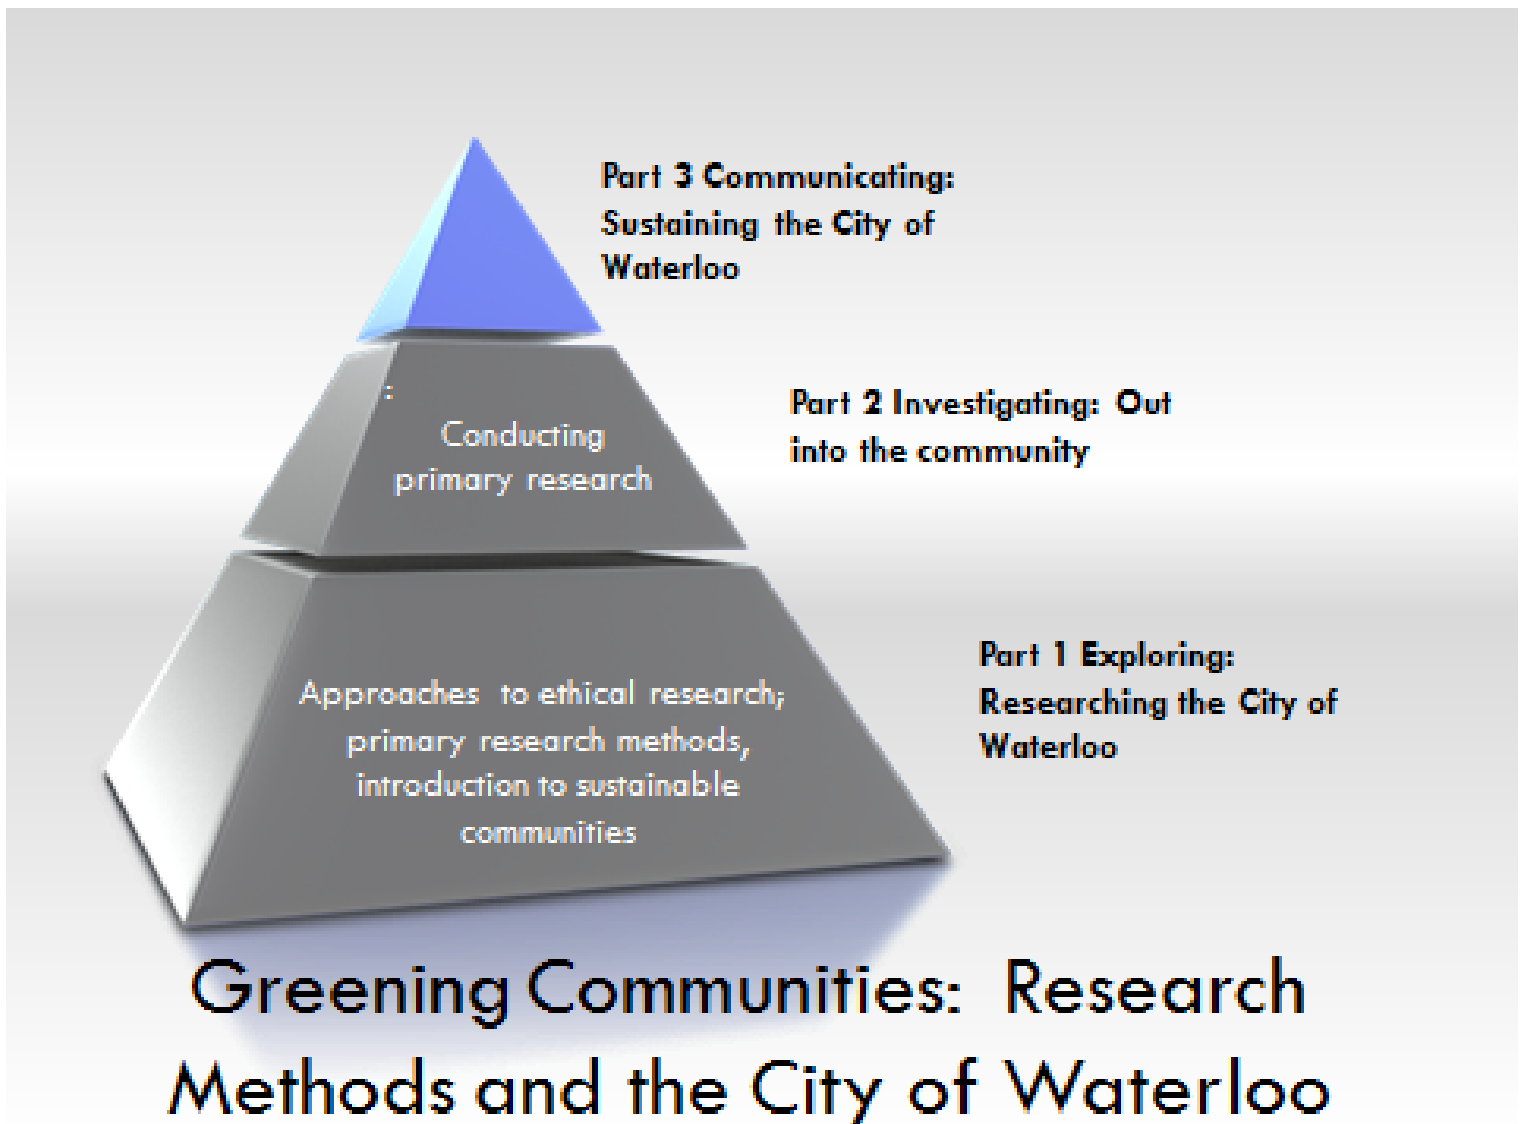 Part 3 Communicating:
Sustaining the City of
Waterloo
:
Conducting
primary research
Part 2 Investigating: Out
into the community
Approaches to ethical research;
primary research methods,
introduction to sustainable
communities
Part 1 Exploring:
Researching the City of
Waterloo
Greening Communities: Research
Methods and the City of Waterloo